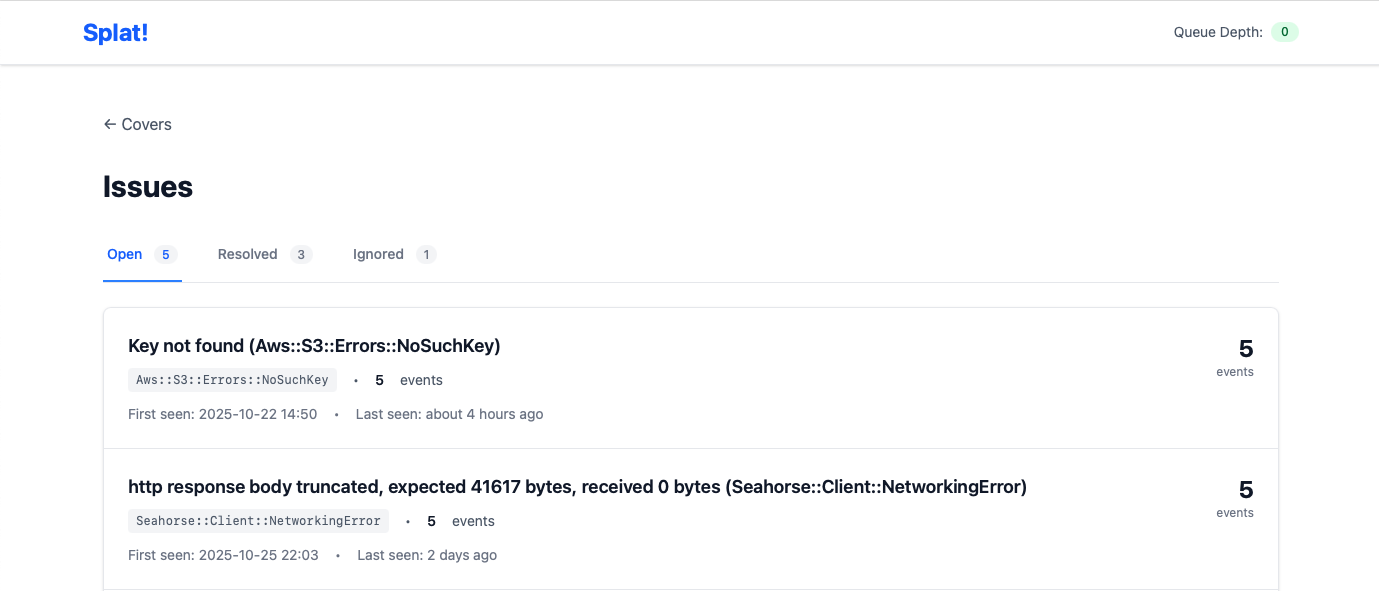 Splat!
Queue Depth: 0
← Covers
Issues
Open 5 Resolved 3 Ignored 1
Key not found (Aws::S3::Errors::NoSuchKey)
5
events
Aws::S3::Errors::NoSuchKey • 5 events
First seen: 2025-10-22 14:50 • Last seen: about 4 hours ago
http response body truncated, expected 41617 bytes, received 0 bytes (Seahorse::Client::NetworkingError)
5
events
Seahorse::Client::NetworkingError • 5 events
First seen: 2025-10-25 22:03 • Last seen: 2 days ago